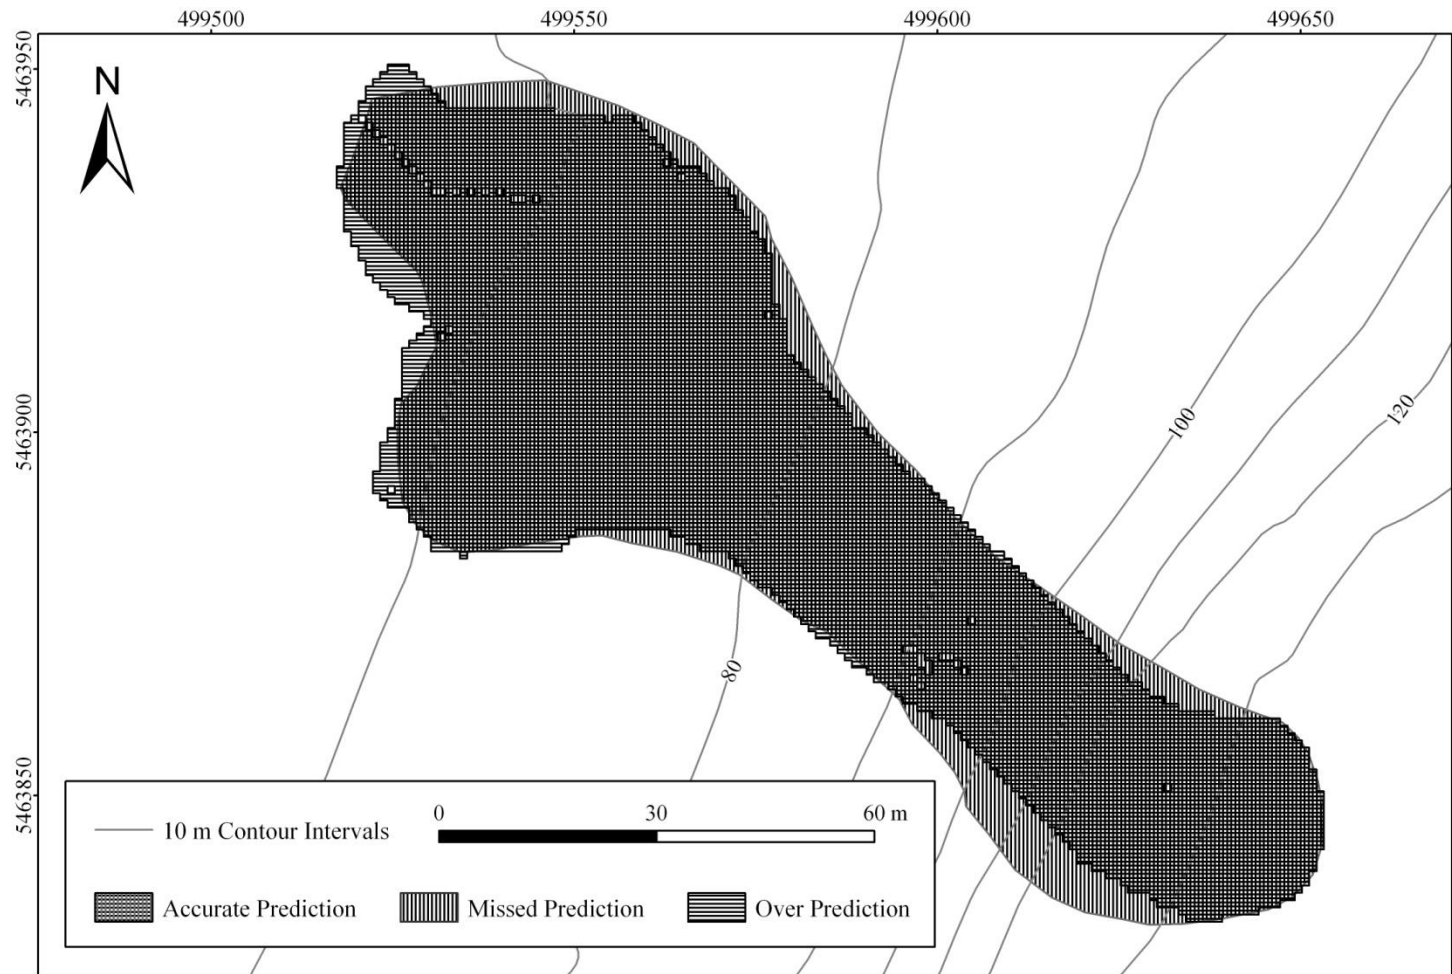 499500 499550 499600 499650
5463950
N
5463900
100
120
80
5463850
0 30 60 m
10 m Contour Intervals
Accurate Prediction Missed Prediction Over Prediction